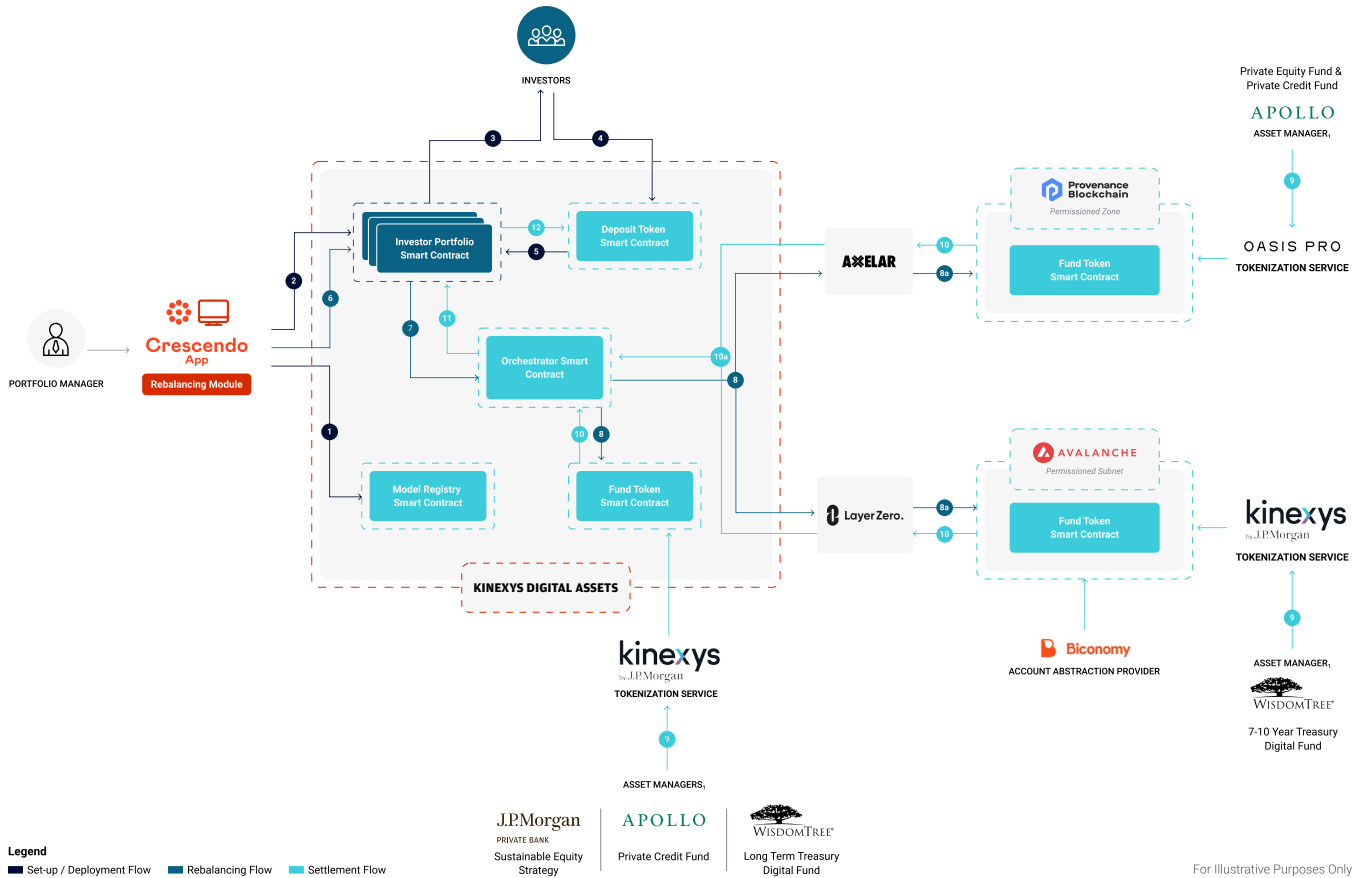 INVESTORS
Private Equity Fund &
Private Credit Fund
APOLLO
ASSET MANAGER1
3
4
9
Provenance
Blockchain
Permissioned Zone
Investor Portfolio
Smart Contract
12
5
Deposit Token
Smart Contract
AXELAR
10
8a
Fund Token
Smart Contract
OASIS PRO
TOKENIZATION SERVICE
2
6
7
11
PORTFOLIO MANAGER
Crescendo
App
Rebalancing Module
Orchestrator Smart
Contract
10a
8
1
10
8
Model Registry
Smart Contract
Fund Token
Smart Contract
LayerZero.
8a
10
AVALANCHE
Permissioned Subnet
Fund Token
Smart Contract
kinexys
by J.P.Morgan
TOKENIZATION SERVICE
9
KINEXYS DIGITAL ASSETS
Biconomy
ACCOUNT ABSTRACTION PROVIDER
ASSET MANAGER1
WISDOMTREE®
7-10 Year Treasury
Digital Fund
kinexys
by J.P.Morgan
TOKENIZATION SERVICE
9
ASSET MANAGERS1
J.P.Morgan
PRIVATE BANK
Sustainable Equity
Strategy
APOLLO
Private Credit Fund
WISDOMTREE®
Long Term Treasury
Digital Fund
Legend
Set-up / Deployment Flow
Rebalancing Flow
Settlement Flow
For Illustrative Purposes Only